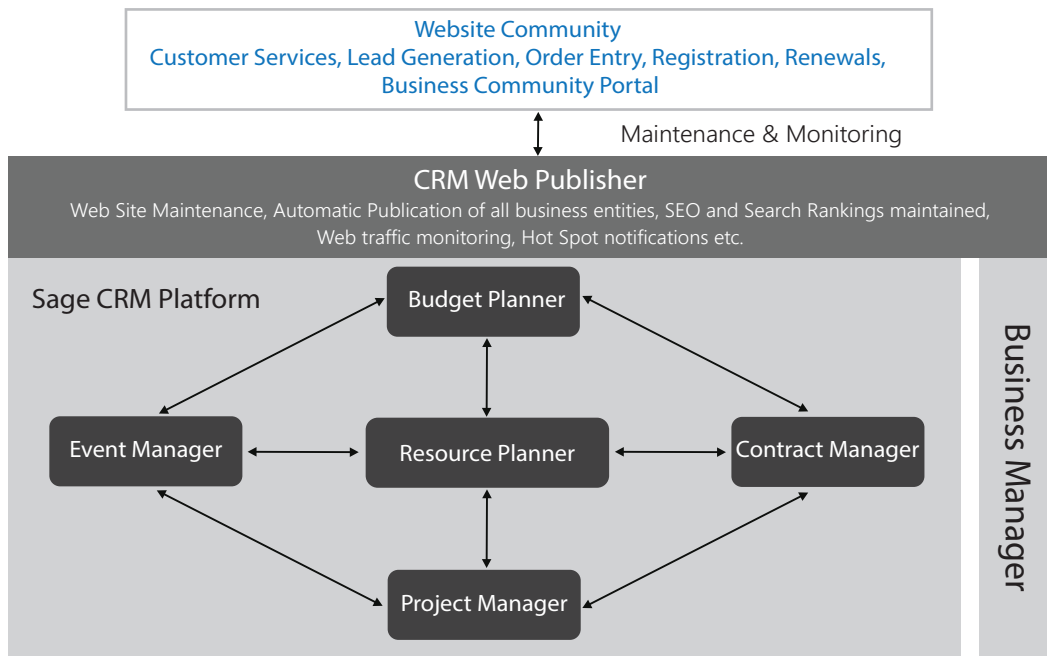 Website Community
Customer Services, Lead Generation, Order Entry, Registration, Renewals,
Business Community Portal
Maintenance & Monitoring
CRM Web Publisher
Web Site Maintenance, Automatic Publication of all business entities, SEO and Search Rankings maintained,
Web traffic monitoring, Hot Spot notifications etc.
Sage CRM Platform
Budget Planner
Event Manager
Resource Planner
Contract Manager
Project Manager
Business Manager